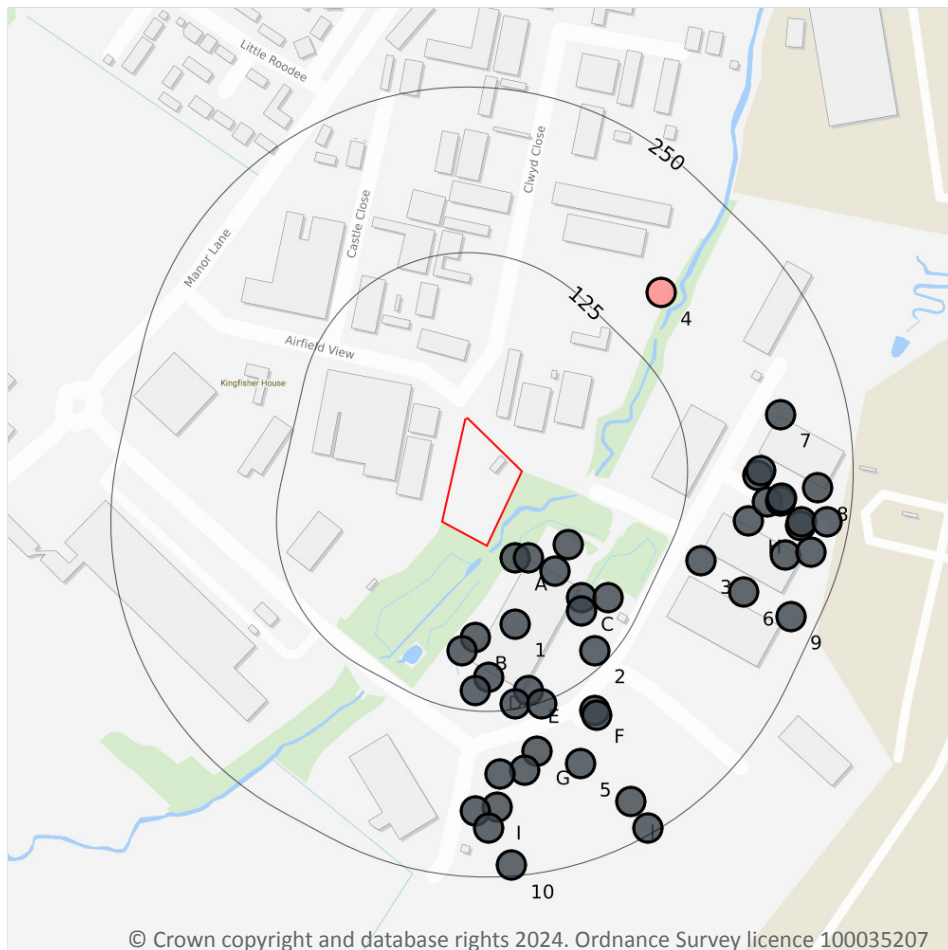 Little Roodee
250
Clwyd Close
Castle Close
Manor Lane
125
4
Airfield View
Kingfisher House
7
8
H
A
3
C
6
1
9
B
2
D
E
F
G
5
I
J
10
© Crown copyright and database rights 2024. Ordnance Survey licence 100035207